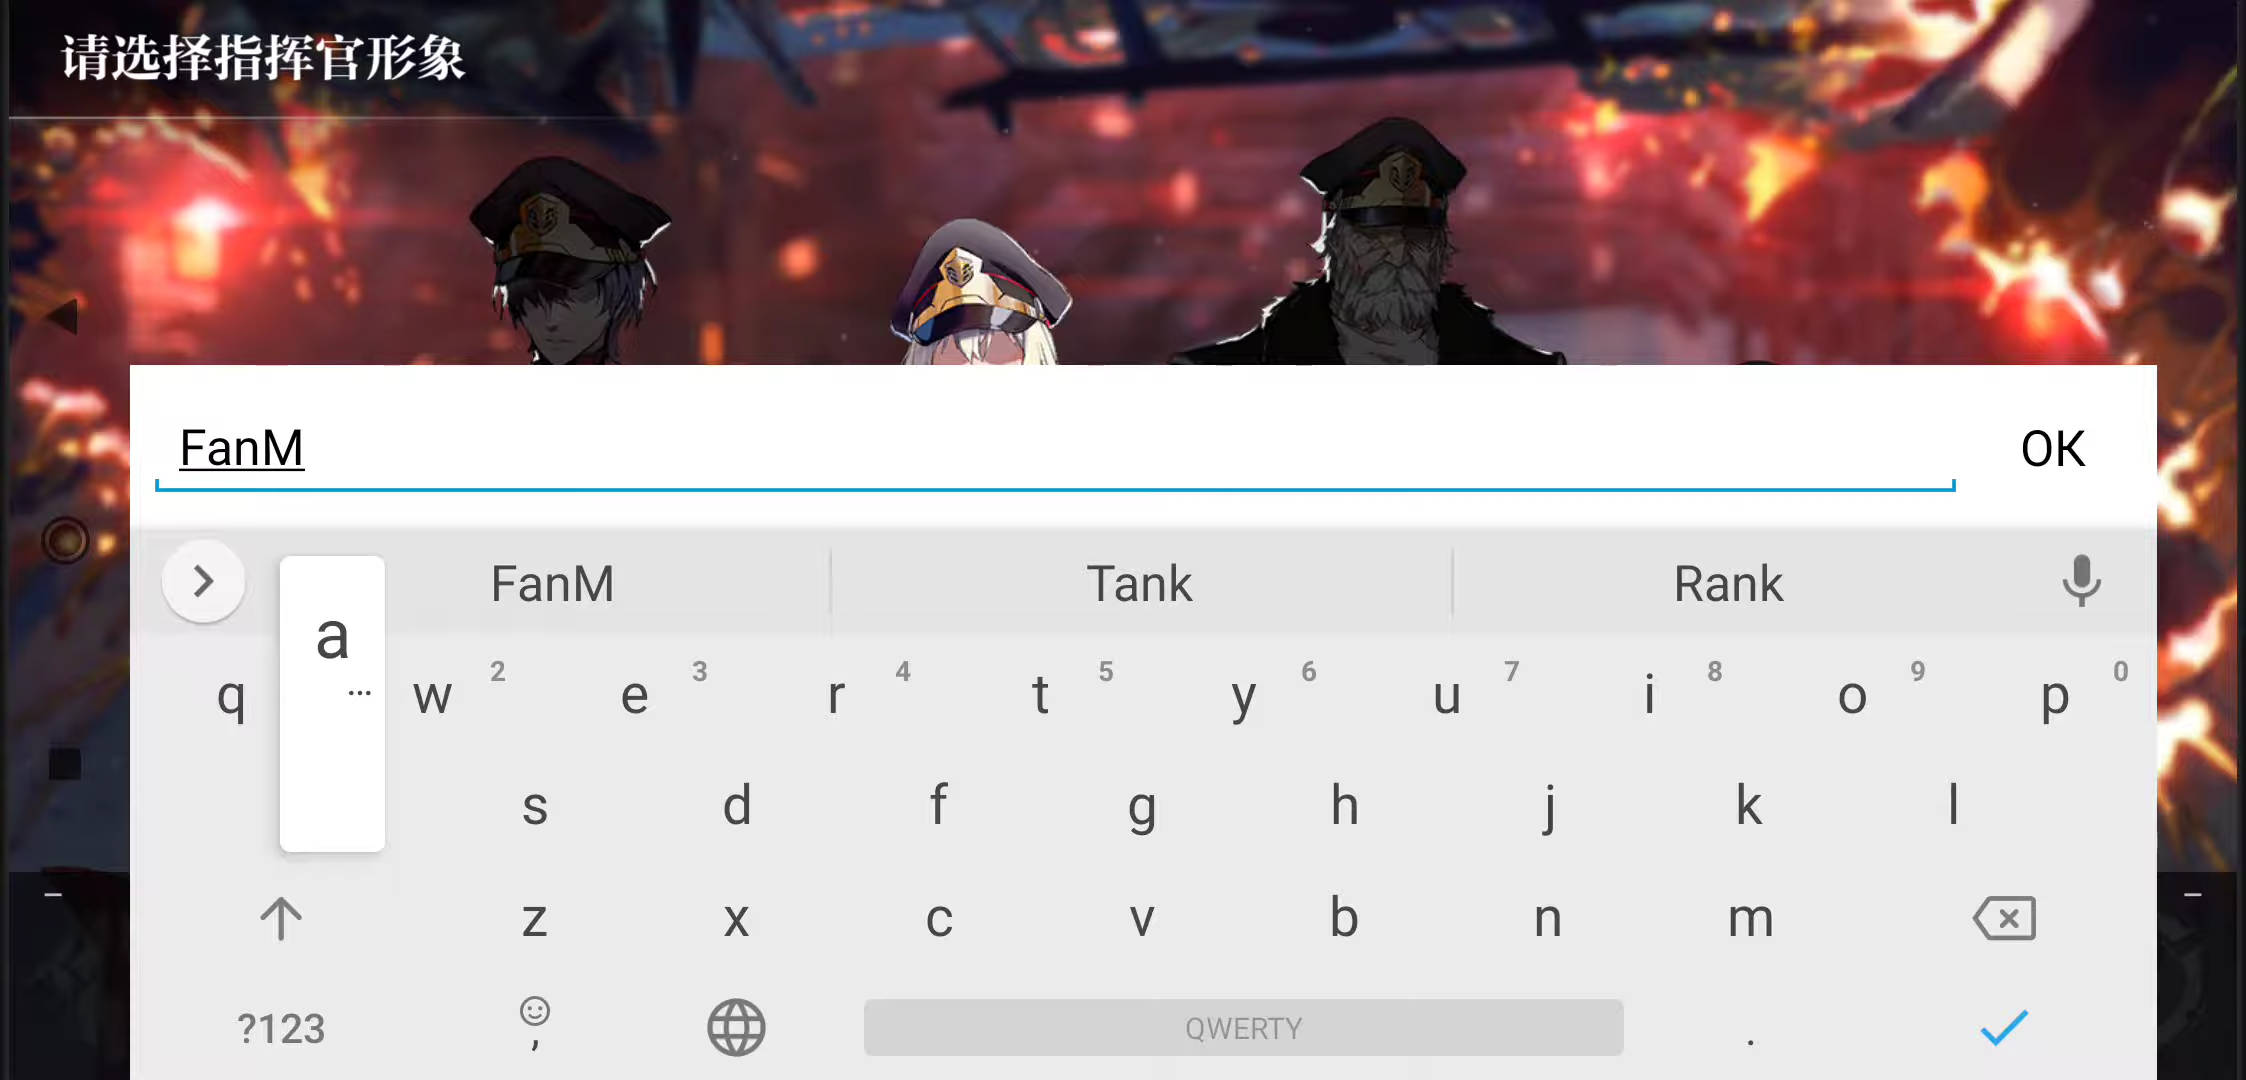 请选择指挥官形象
FanM
OK
FanM Tank Rank
a
...
q w 2 e 3 r 4 t 5 y 6 u 7 i 8 o 9 p 0
s d f g h j k l
z x c v b n m
?123 , QWERTY .